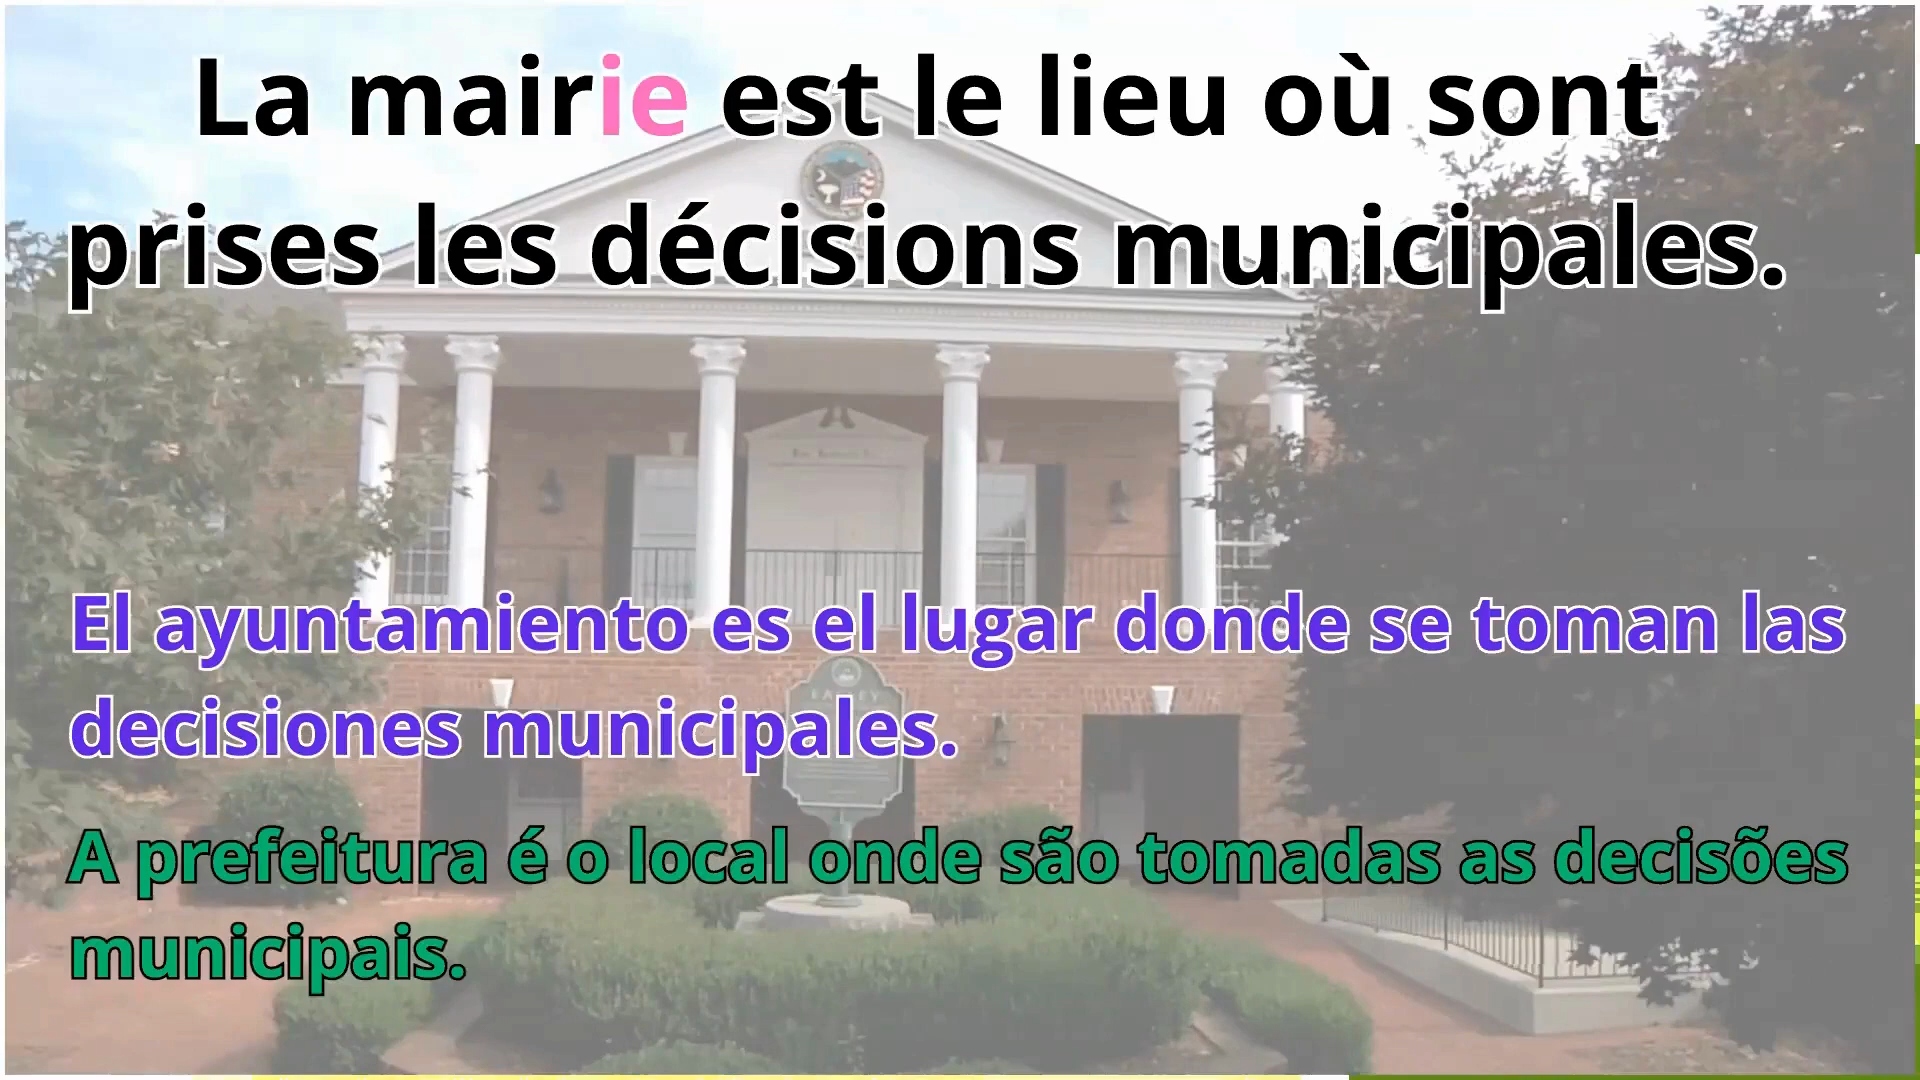 La mairie est le lieu où sont
prises les décisions municipales.
El ayuntamiento es el lugar donde se toman las
decisiones municipales.
A prefeitura é o local onde são tomadas as decisões
municipais.